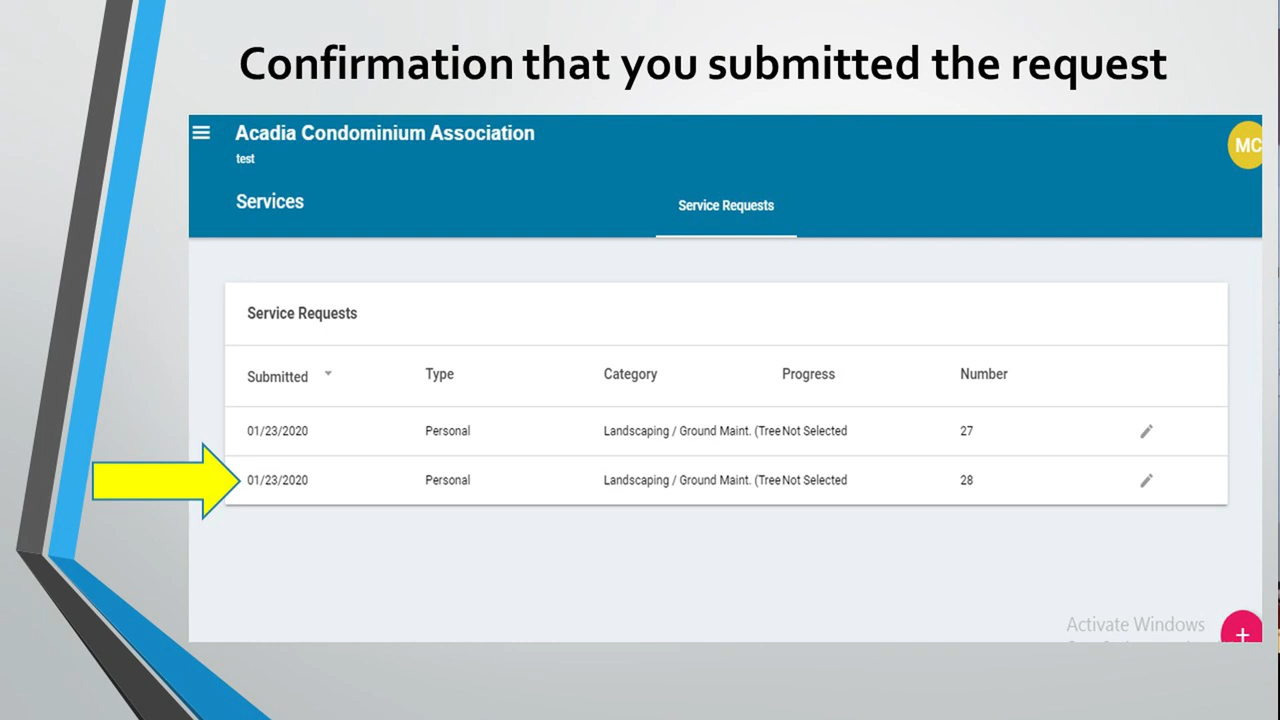 Confirmation that you submitted the request
Acadia Condominium Association
MC
test
Services
Service Requests
Service Requests
Submitted Type Category Progress Number
01/23/2020 Personal Landscaping / Ground Maint. (Tree Not Selected 27
01/23/2020 Personal Landscaping / Ground Maint. (Tree Not Selected 28
Activate Windows
+